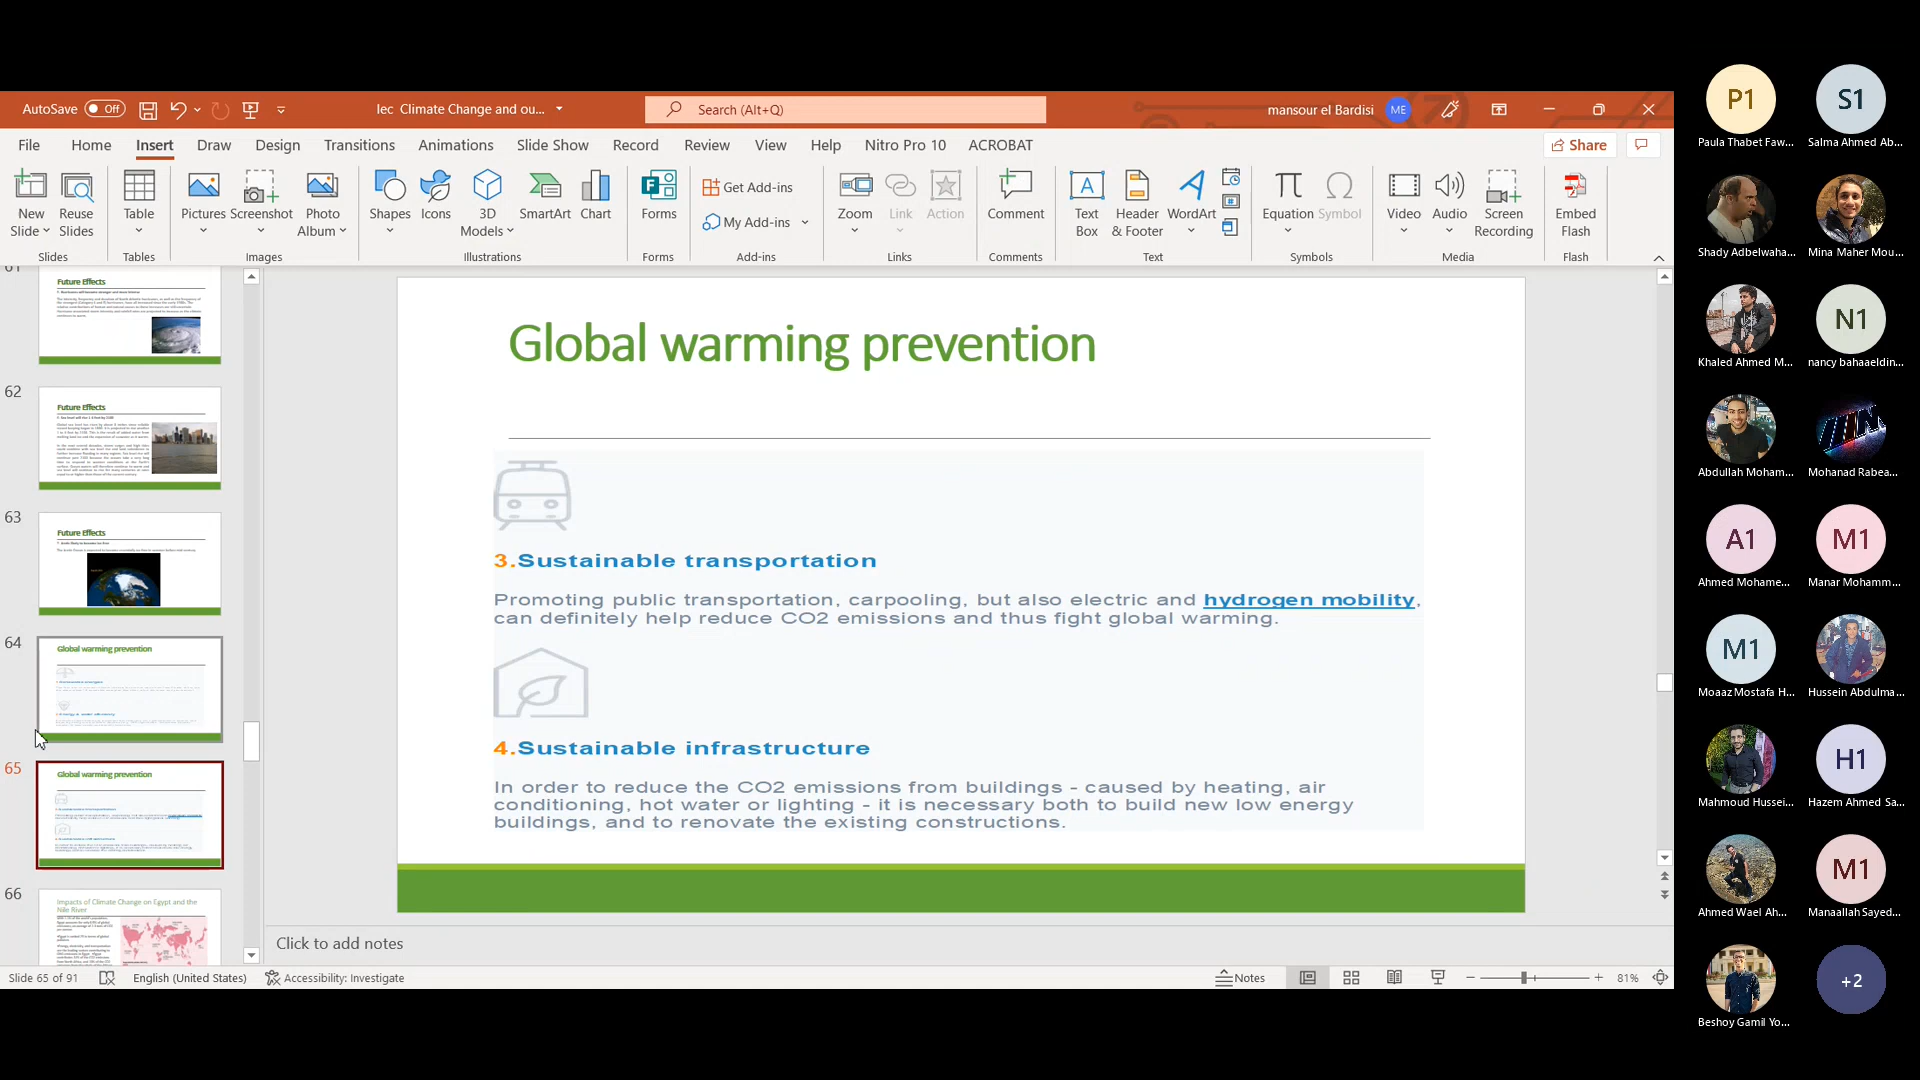 AutoSave Off
lec Climate Change and ou...
Search (Alt+Q)
mansour el Bardisi ME
File Home Insert Draw Design Transitions Animations Slide Show Record Review View Help Nitro Pro 10 ACROBAT
Share
New Slide
Reuse Slides
Table
Pictures
Screenshot
Photo Album
Shapes
Icons
3D Models
SmartArt
Chart
Forms
Get Add-ins
My Add-ins
Zoom
Link
Action
Comment
Text Box
Header & Footer
WordArt
Equation
Symbol
Video
Audio
Screen Recording
Embed Flash
Slides Tables Images Illustrations Forms Add-ins Links Comments Text Symbols Media Flash
61
Future Effects
62
Future Effects
63
Future Effects
64
Global warming prevention
65
Global warming prevention
66
Impacts of Climate Change on Egypt and the
Nile River
Global warming prevention
3.Sustainable transportation
Promoting public transportation, carpooling, but also electric and hydrogen mobility,
can definitely help reduce CO2 emissions and thus fight global warming.
4.Sustainable infrastructure
In order to reduce the CO2 emissions from buildings - caused by heating, air
conditioning, hot water or lighting - it is necessary both to build new low energy
buildings, and to renovate the existing constructions.
Click to add notes
Slide 65 of 91
English (United States)
Accessibility: Investigate
Notes
81%
P1
Paula Thabet Faw...
S1
Salma Ahmed Ab...
Shady Adbelwaha...
Mina Maher Mou...
Khaled Ahmed M...
N1
nancy bahaaeldin...
Abdullah Moham...
Mohanad Rabea...
A1
Ahmed Mohame...
M1
Manar Mohamm...
M1
Moaaz Mostafa H...
Hussein Abdulma...
Mahmoud Hussei...
H1
Hazem Ahmed Sa...
Ahmed Wael Ah...
M1
Manaallah Sayed...
Beshoy Gamil Yo...
+2